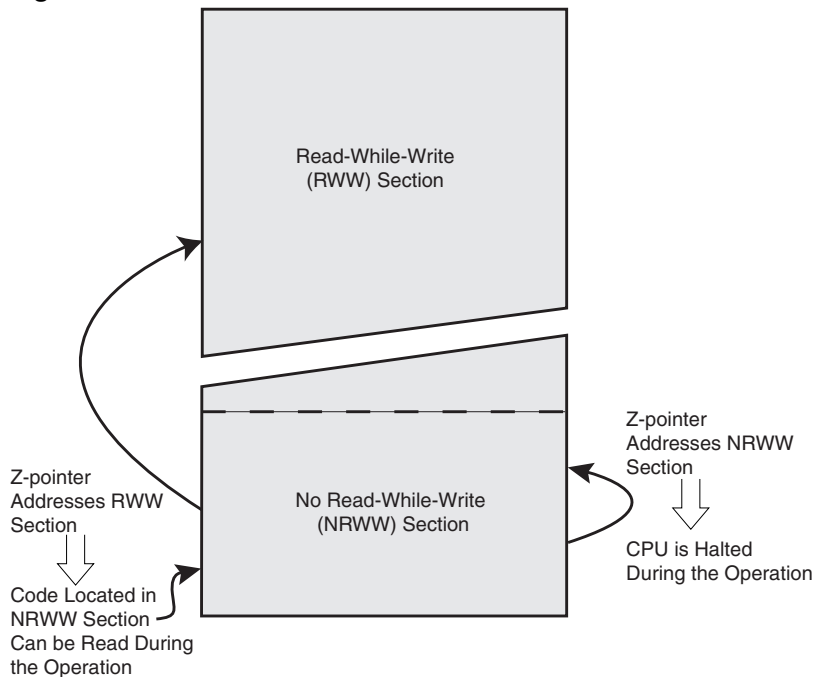 Read-While-Write
(RWW) Section
Z-pointer
Addresses NRWW
Section
CPU is Halted
During the Operation
No Read-While-Write
(NRWW) Section
Z-pointer
Addresses RWW
Section
Code Located in
NRWW Section
Can be Read During
the Operation